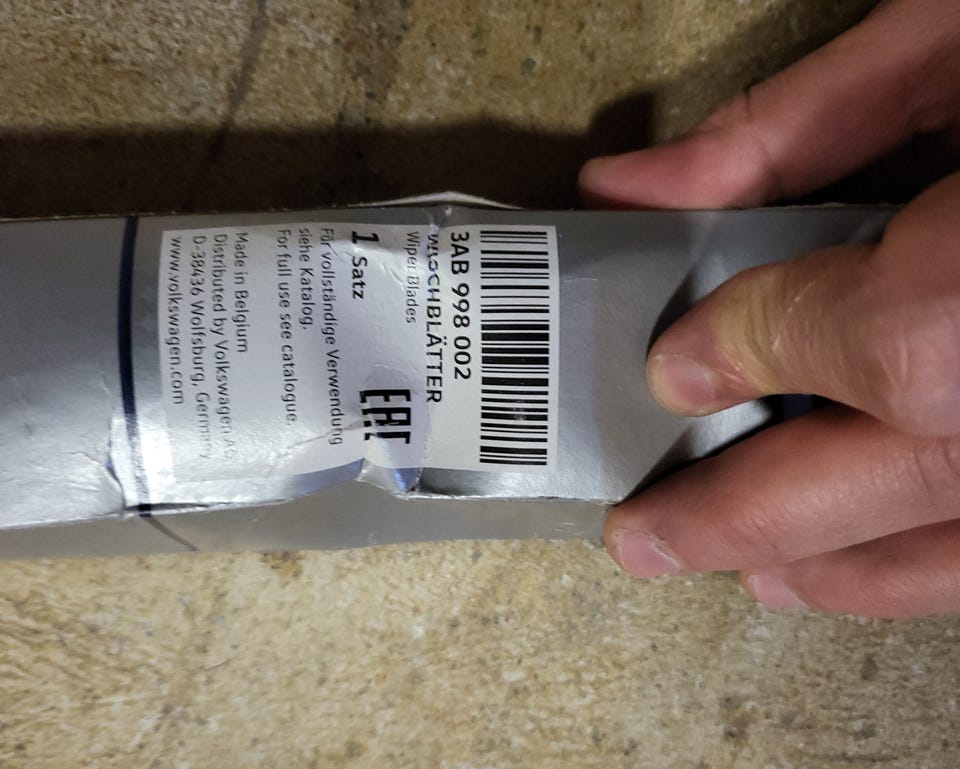 3AB 998 002
WISCHBLÄTTER
Wiper Blades
EAC
1 Satz
Für vollständige Verwendung
siehe Katalog.
For full use see catalogue.
Made in Belgium
Distributed by Volkswagen AG
D-38436 Wolfsburg, Germany
www.volkswagen.com